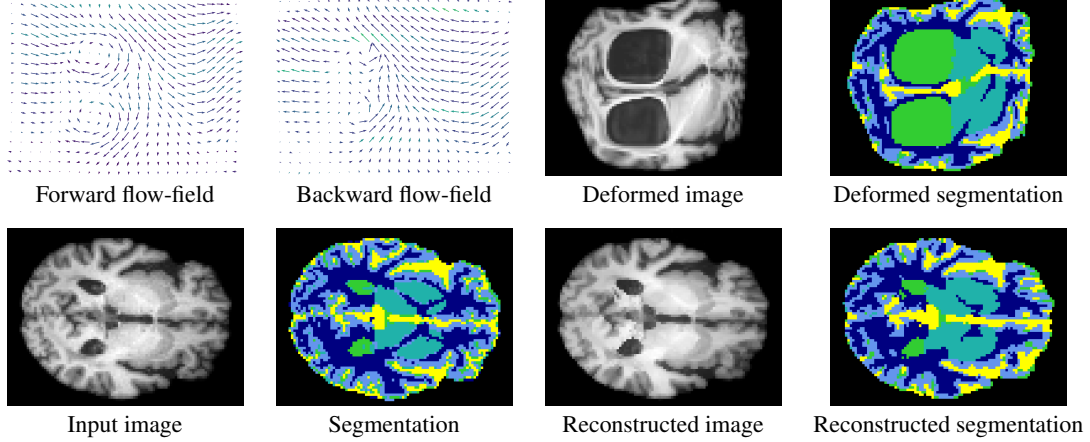 Forward flow-field
Backward flow-field
Deformed image
Deformed segmentation
Input image
Segmentation
Reconstructed image
Reconstructed segmentation